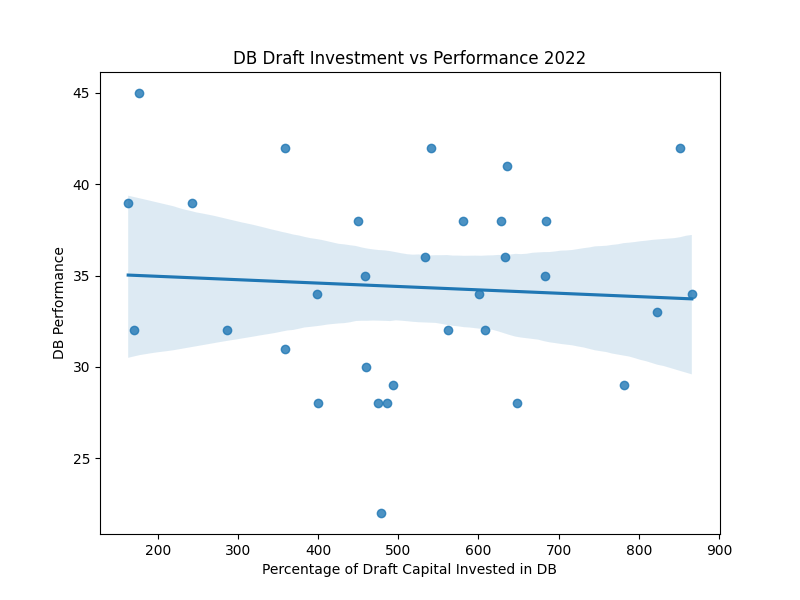 DB Draft Investment vs Performance 2022
45
40
35
30
25
DB Performance
200 300 400 500 600 700 800 900
Percentage of Draft Capital Invested in DB